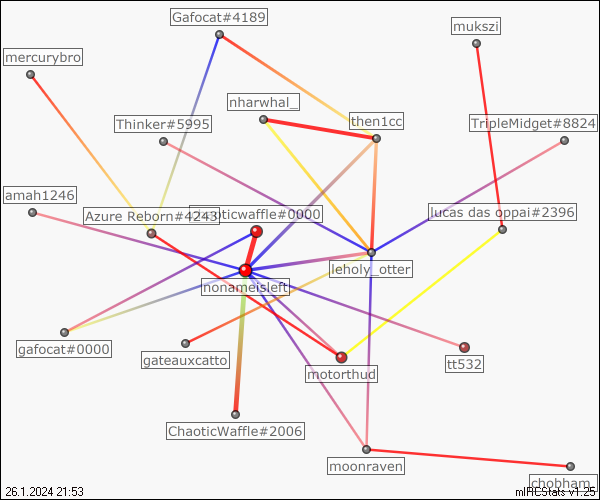 Gafocat#4189
mukszi
mercurybro
nharwhal_
Thinker#5995
then1cc
TripleMidget#8824
amah1246
Azure Reborn#4243
oticwaffle#0000
lucas das oppai#2396
leholy_otter
nonameisleft
gafocat#0000
gateauxcatto
motorthud
tt532
ChaoticWaffle#2006
moonraven
chobham
26.1.2024 21:53
mIRCStats v1.25